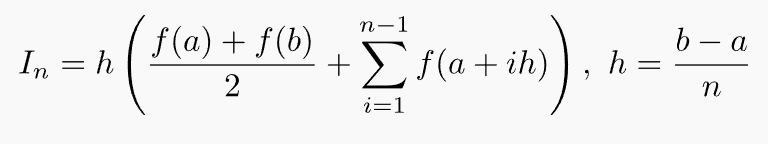 $I_n = h \left( \frac{f(a) + f(b)}{2} + \sum_{i=1}^{n-1} f(a + ih) \right), \ h = \frac{b - a}{n}$